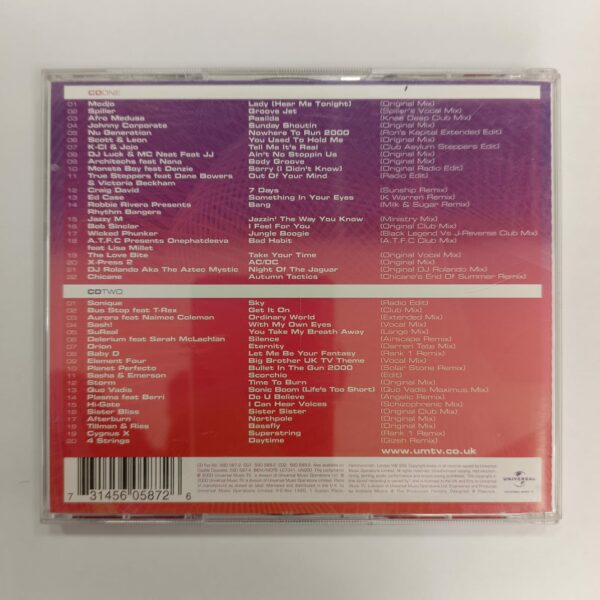 CDONE
01 Modjo Lady (Hear Me Tonight) (Original Mix)
02 Spiller Groove Jet (Spiller's Vocal Mix)
03 Afro Medusa Pasilda (Knee Deep Club Mix)
04 Johnny Corporate Sunday Shoutin (Original Mix)
05 Nu Generation Nowhere To Run 2000 (Ron's Kapital Extended Edit)
06 Scott & Leon You Used To Hold Me (Original Mix)
07 K-Ci & Jojo Tell Me It's Real (Club Asylum Steppers Edit)
08 DJ Luck & MC Neat Feat JJ Ain't No Stoppin Us (Original Mix)
09 Architechs feat Nana Body Groove (Original Mix)
10 Monsta Boy feat Denzie Sorry (I Didn't Know) (Original Radio Edit)
11 True Steppers feat Dane Bowers Out Of Your Mind (Radio Edit)
& Victoria Beckham
12 Craig David 7 Days (Sunship Remix)
13 Ed Case Something In Your Eyes (K Warren Remix)
14 Robbie Rivera Presents Bang (Milk & Sugar Remix)
Rhythm Bangers
15 Jazzy M Jazzin' The Way You Know (Ministry Mix)
16 Bob Sinclar I Feel For You (Original Club Mix)
17 Wicked Phunker Jungle Boogie (Black Legend Vs J-Reverse Club Mix)
18 A.T.F.C Presents Onephatdeeva Bad Habit (A.T.F.C Club Mix)
feat Lisa Millet
19 The Love Bite Take Your Time (Original Vocal Mix)
20 X-Press 2 AC/DC (Original Mix)
21 DJ Rolando Aka The Aztec Mystic Night Of The Jaguar (Original DJ Rolando Mix)
22 Chicane Autumn Tactics (Chicane's End Of Summer Remix)
CDTWO
01 Sonique Sky (Radio Edit)
02 Bus Stop feat T-Rex Get It On (Club Mix)
03 Aurora feat Naimee Coleman Ordinary World (Extended Mix)
04 Sash! With My Own Eyes (Vocal Mix)
05 SuReal You Take My Breath Away (Lange Mix)
06 Delerium feat Sarah McLachlan Silence (Airscape Remix)
07 Orion Eternity (Darren Tate Mix)
08 Baby D Let Me Be Your Fantasy (Rank 1 Remix)
09 Element Four Big Brother UK TV Theme (Vocal Mix)
10 Planet Perfecto Bullet In The Gun 2000 (Solar Stone Remix)
11 Sasha & Emerson Scorchio (Edit)
12 Storm Time To Burn (Original Mix)
13 Quo Vadis Sonic Boom (Life's Too Short) (Quo Vadis Maximus Mix)
14 Plasma feat Berri Do U Believe (Angelic Remix)
15 Hi-Gate I Can Hear Voices (Schizophrenic Mix)
16 Sister Bliss Sister Sister (Original Club Mix)
17 Afterburn Northpole (Original Mix)
18 Tillman & Ries Bassfly (Original Mix)
19 Cygnus X Superstring (Rank 1 Remix)
20 4 Strings Daytime (Gizeh Remix)
www.umtv.co.uk
7 31456 05872 6
UNIVERSAL